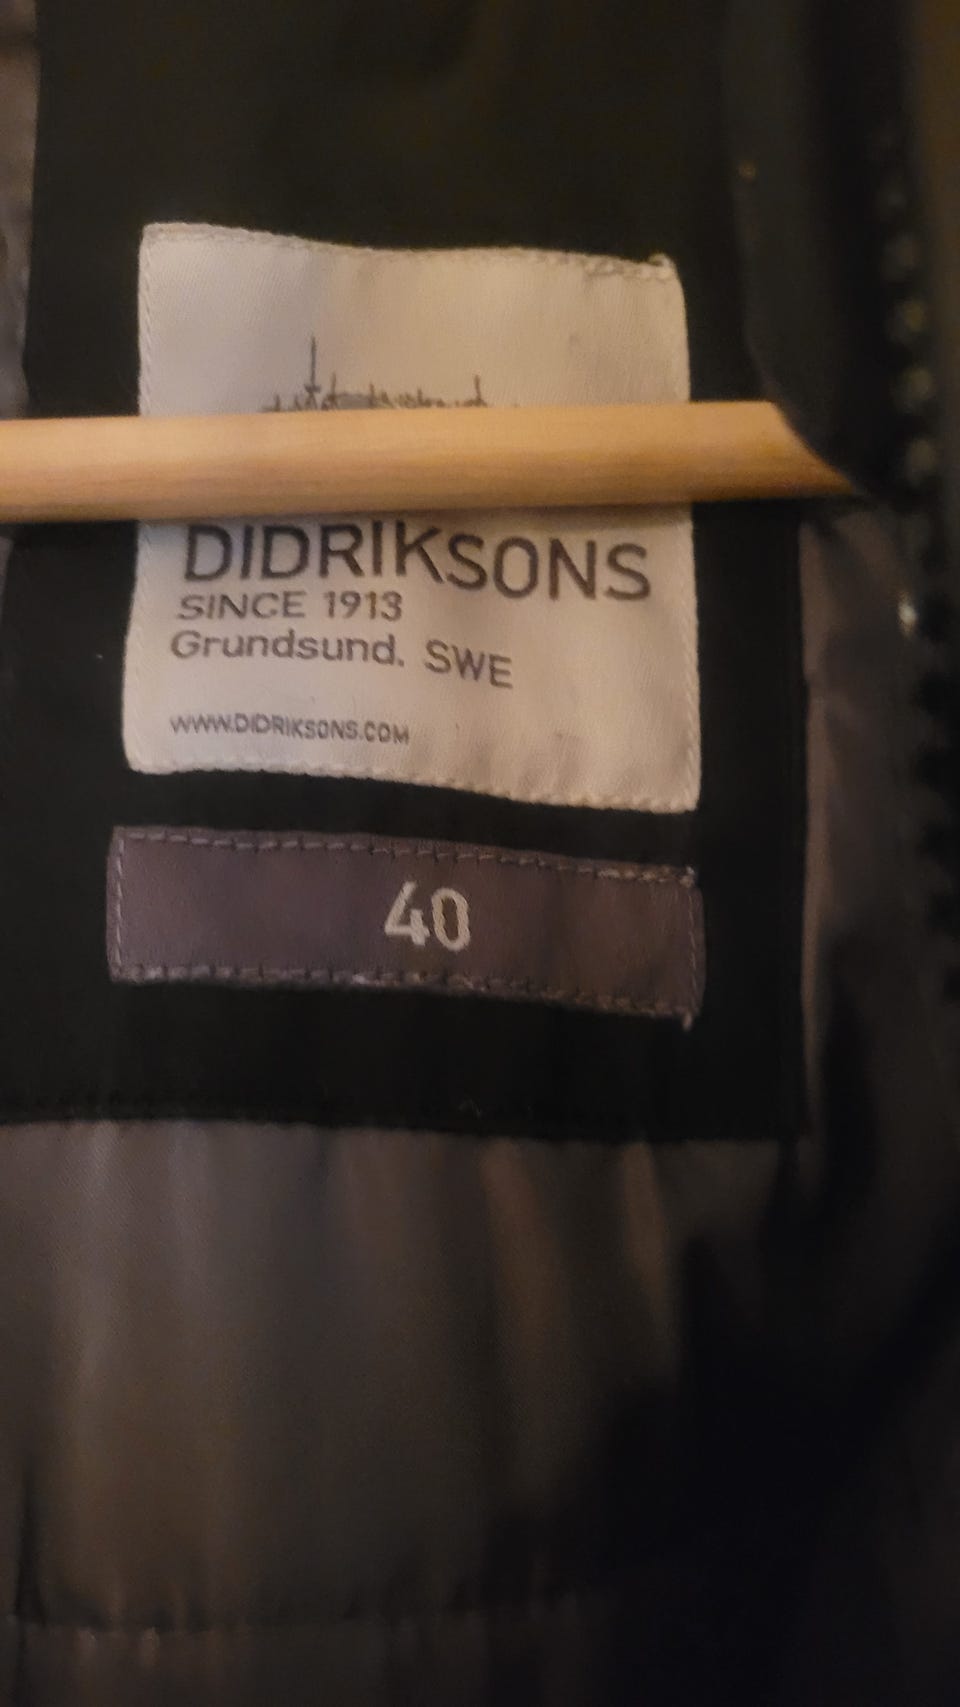 DIDRIKSONS
SINCE 1913
Grundsund. SWE
WWW.DIDRIKSONS.COM
40